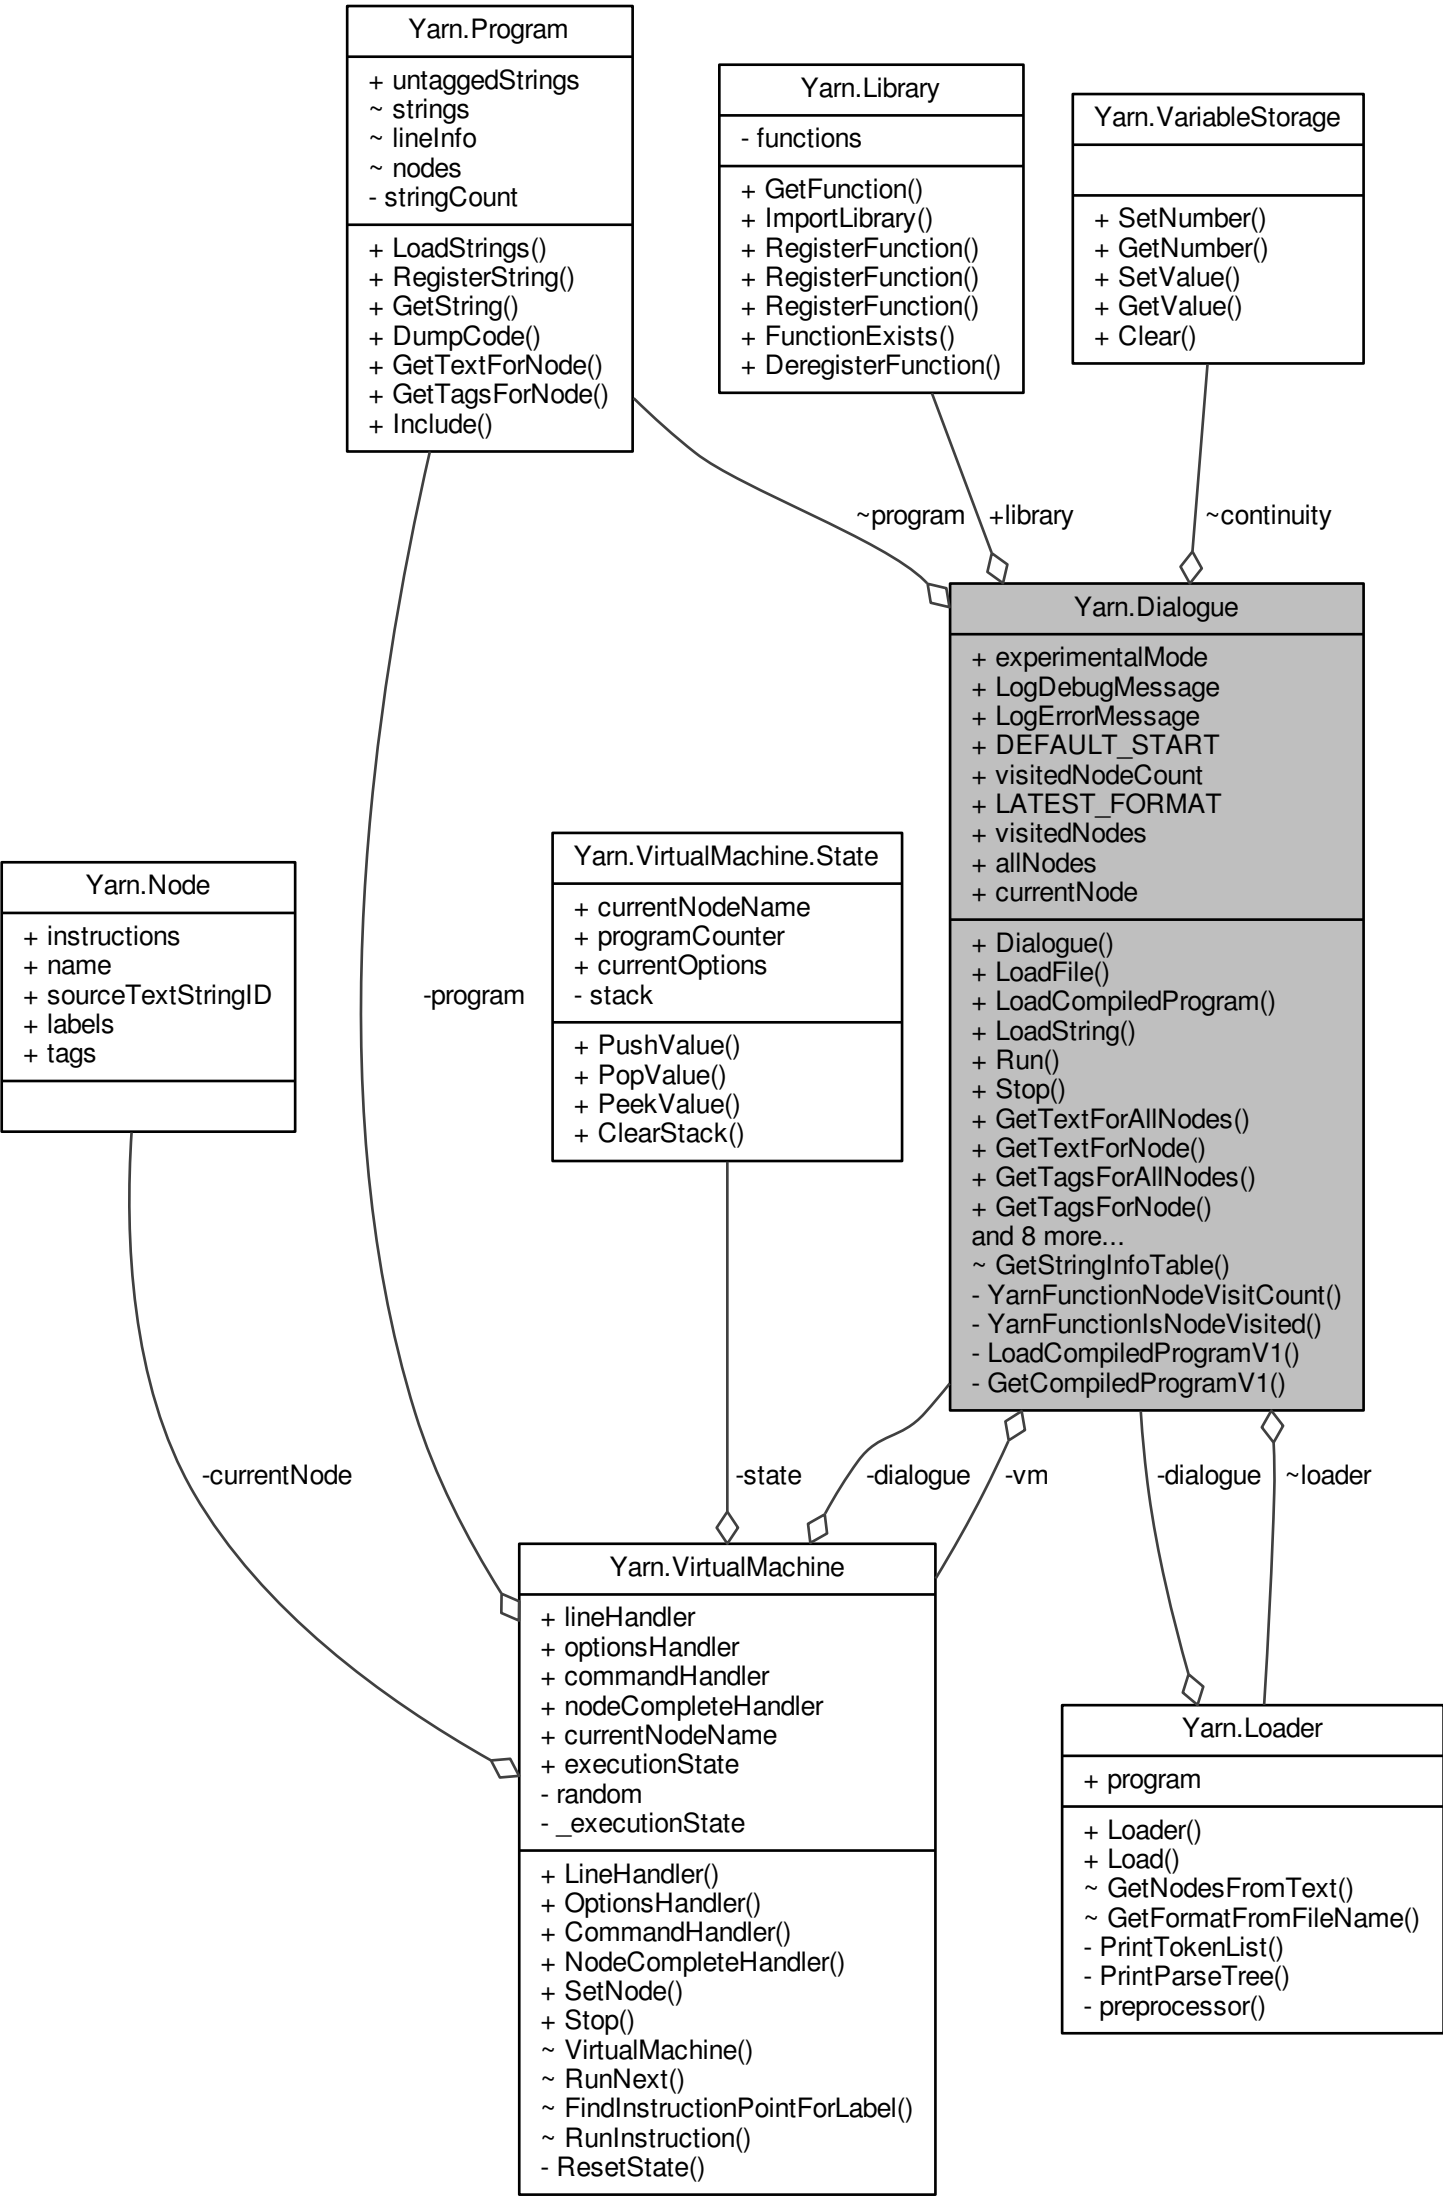 Yarn.Program
+ untaggedStrings
~ strings
~ lineInfo
~ nodes
- stringCount
+ LoadStrings()
+ RegisterString()
+ GetString()
+ DumpCode()
+ GetTextForNode()
+ GetTagsForNode()
+ Include()
Yarn.Library
- functions
+ GetFunction()
+ ImportLibrary()
+ RegisterFunction()
+ RegisterFunction()
+ RegisterFunction()
+ FunctionExists()
+ DeregisterFunction()
Yarn.VariableStorage
+ SetNumber()
+ GetNumber()
+ SetValue()
+ GetValue()
+ Clear()
~program
+library
~continuity
Yarn.Dialogue
+ experimentalMode
+ LogDebugMessage
+ LogErrorMessage
+ DEFAULT_START
+ visitedNodeCount
+ LATEST_FORMAT
+ visitedNodes
+ allNodes
+ currentNode
+ Dialogue()
+ LoadFile()
+ LoadCompiledProgram()
+ LoadString()
+ Run()
+ Stop()
+ GetTextForAllNodes()
+ GetTextForNode()
+ GetTagsForAllNodes()
+ GetTagsForNode()
and 8 more...
~ GetStringInfoTable()
- YarnFunctionNodeVisitCount()
- YarnFunctionIsNodeVisited()
- LoadCompiledProgramV1()
- GetCompiledProgramV1()
Yarn.Node
+ instructions
+ name
+ sourceTextStringID
+ labels
+ tags
-program
Yarn.VirtualMachine.State
+ currentNodeName
+ programCounter
+ currentOptions
- stack
+ PushValue()
+ PopValue()
+ PeekValue()
+ ClearStack()
-currentNode
-state
-dialogue
-vm
-dialogue
~loader
Yarn.VirtualMachine
+ lineHandler
+ optionsHandler
+ commandHandler
+ nodeCompleteHandler
+ currentNodeName
+ executionState
- random
- _executionState
+ LineHandler()
+ OptionsHandler()
+ CommandHandler()
+ NodeCompleteHandler()
+ SetNode()
+ Stop()
~ VirtualMachine()
~ RunNext()
~ FindInstructionPointForLabel()
~ RunInstruction()
- ResetState()
Yarn.Loader
+ program
+ Loader()
+ Load()
~ GetNodesFromText()
~ GetFormatFromFileName()
- PrintTokenList()
- PrintParseTree()
- preprocessor()